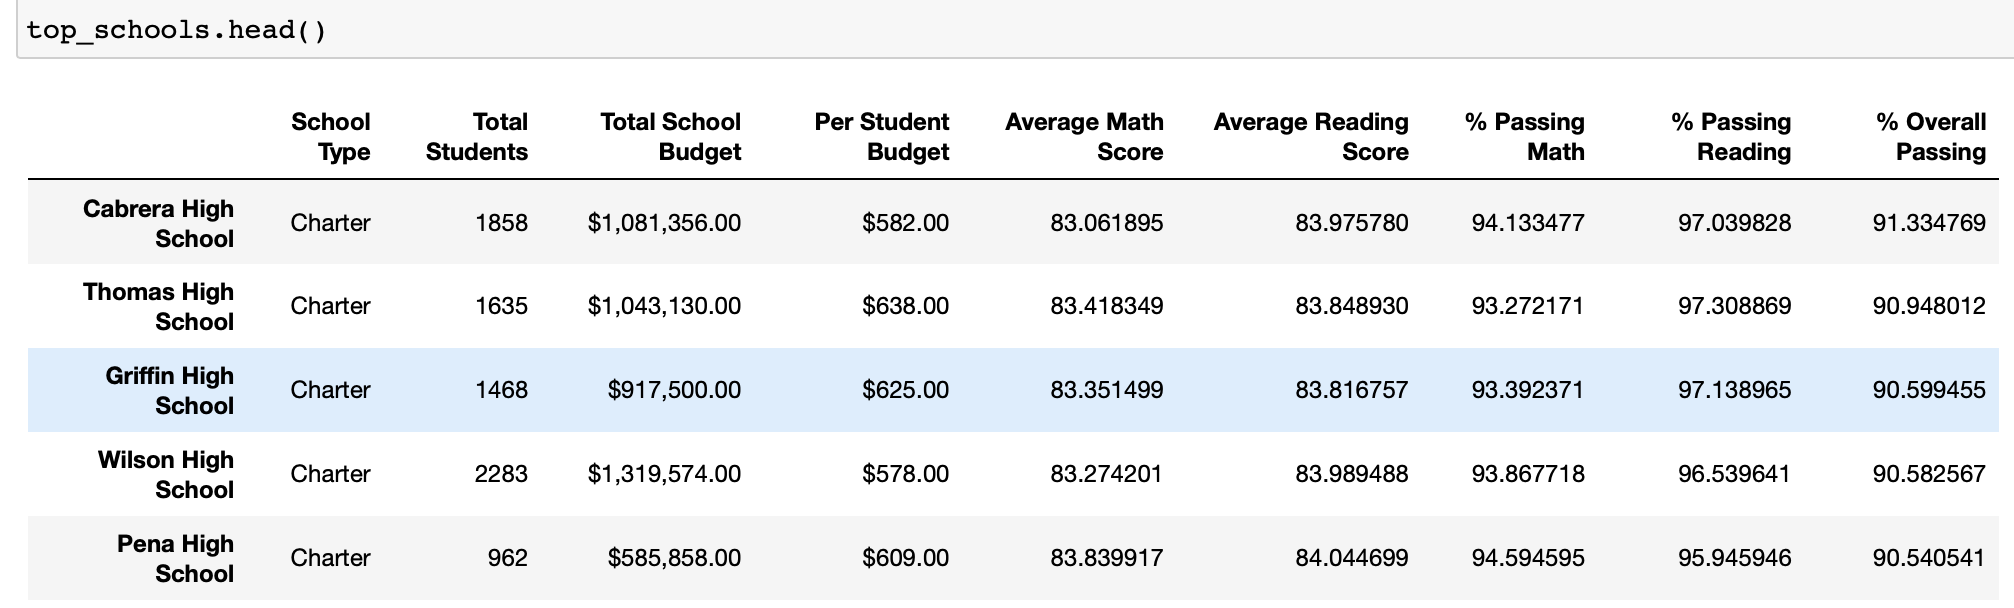 top_schools.head()
School Type Total Students Total School Budget Per Student Budget Average Math Score Average Reading Score % Passing Math % Passing Reading % Overall Passing
Cabrera High School Charter 1858 $1,081,356.00 $582.00 83.061895 83.975780 94.133477 97.039828 91.334769
Thomas High School Charter 1635 $1,043,130.00 $638.00 83.418349 83.848930 93.272171 97.308869 90.948012
Griffin High School Charter 1468 $917,500.00 $625.00 83.351499 83.816757 93.392371 97.138965 90.599455
Wilson High School Charter 2283 $1,319,574.00 $578.00 83.274201 83.989488 93.867718 96.539641 90.582567
Pena High School Charter 962 $585,858.00 $609.00 83.839917 84.044699 94.594595 95.945946 90.540541